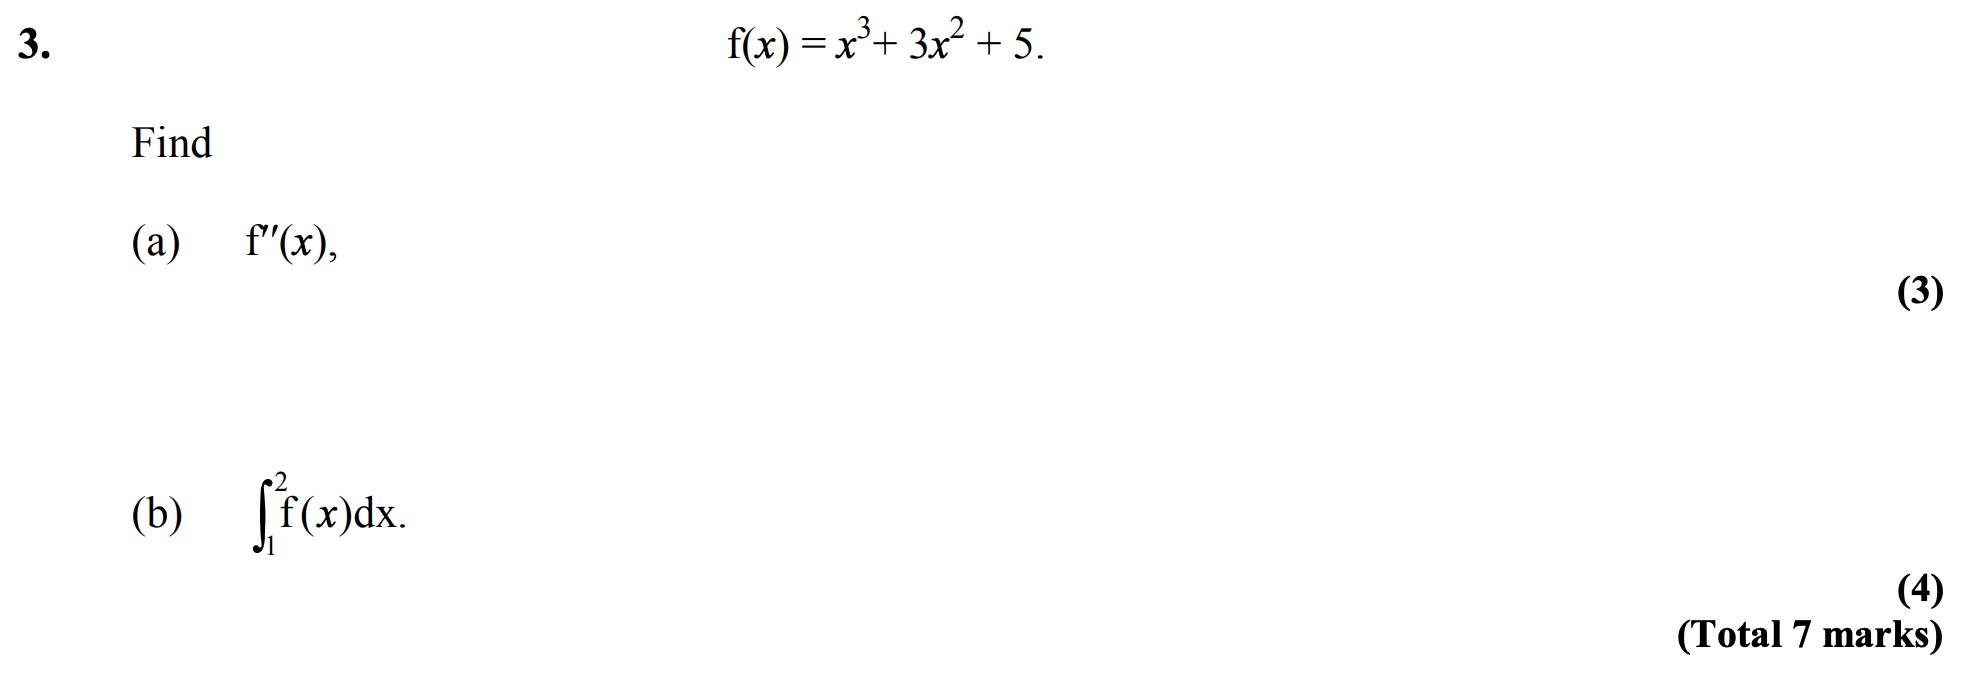 3. f(x) = x³+ 3x² + 5.
Find
(a) f″(x),
(3)
(b) ∫₁² f(x)dx.
(4)
(Total 7 marks)